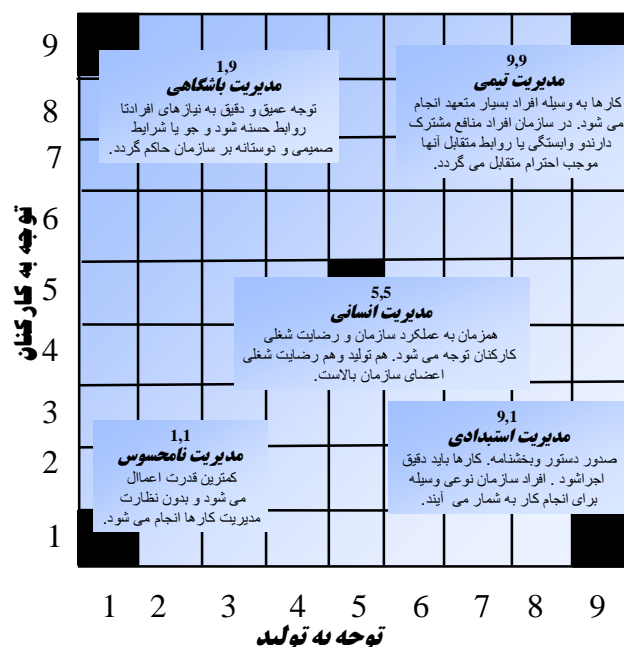 9
8
7
6
5
4
3
2
1
توجه به کارکنان
1,9
مدیریت باشگاهی
توجه عمیق و دقیق به نیازهای افرادتا
روابط حسنه شود و جو یا شرایط
صمیمی و دوستانه بر سازمان حاکم گردد.
9,9
مدیریت تیمی
کارها به وسیله افراد بسیار متعهد انجام
می شود. در سازمان افراد منافع مشترک
دارندو وابستگی یا روابط متقابل آنها
موجب احترام متقابل می گردد.
5,5
مدیریت انسانی
همزمان به عملکرد سازمان و رضایت شغلی
کارکنان توجه می شود. هم تولید وهم رضایت شغلی
اعضای سازمان بالاست.
1,1
مدیریت نامحسوس
کمترین قدرت اعماال
می شود و بدون نظارت
مدیریت کارها انجام می شود.
9,1
مدیریت استبدادی
صدور دستور وبخشنامه. کارها باید دقیق
اجراشود . افراد سازمان نوعی وسیله
برای انجام کار به شمار می آیند.
1 2 3 4 5 6 7 8 9
توجه به تولید